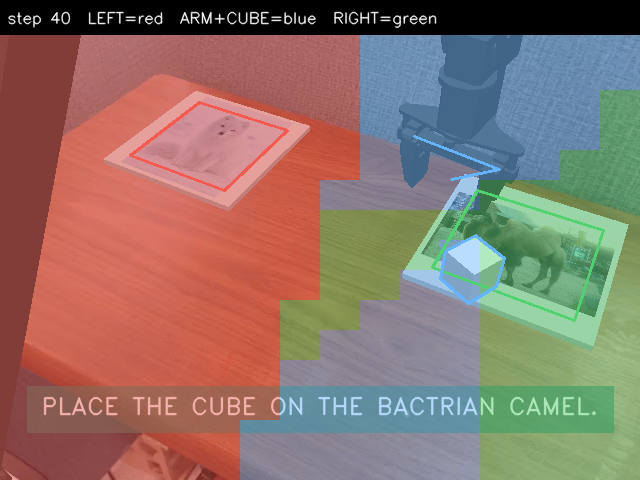 step 40 LEFT=red ARM+CUBE=blue RIGHT=green
PLACE THE CUBE ON THE BACTRIAN CAMEL.